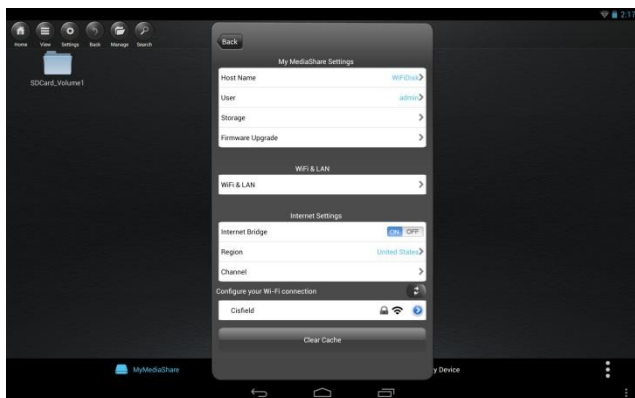 2:17
Home View Settings Back Manage Search
SDCard_Volume1
Back
My MediaShare Settings
Host Name WiFiDisk
User admin
Storage
Firmware Upgrade
WiFi & LAN
WiFi & LAN
Internet Settings
Internet Bridge ON OFF
Region United States
Channel
Configure your Wi-Fi connection
Cisfield
Clear Cache
MyMediaShare y Device